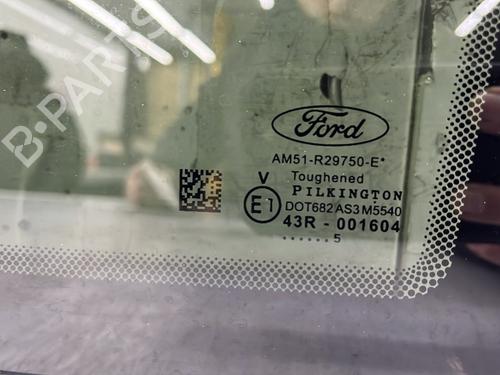 B-PARTS
Ford
AM51-R29750-E*
Toughened
PILKINGTON
V
E1
DOT682 AS3 M5540
43R - 001604
...... 5